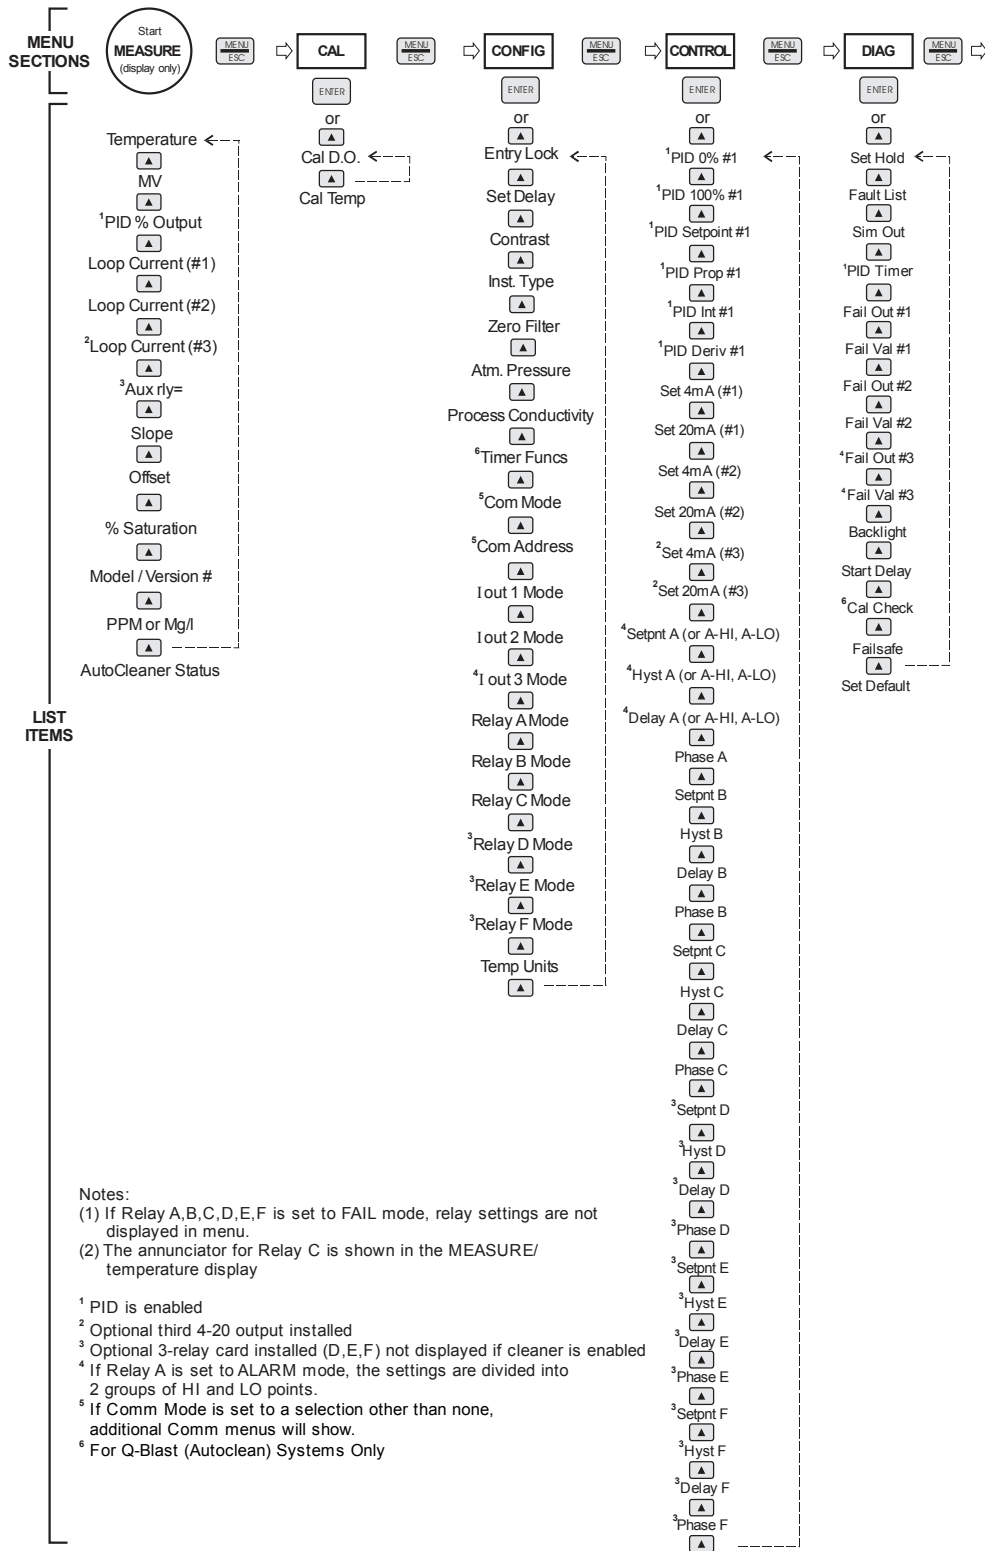 MENU
SECTIONS
Start
MEASURE
(display only)
MENU
ESC
CAL
MENU
ESC
CONFIG
MENU
ESC
CONTROL
MENU
ESC
DIAG
MENU
ESC
ENTER
ENTER
ENTER
ENTER
or
or
or
or
LIST
ITEMS
Temperature
MV
¹PID % Output
Loop Current (#1)
Loop Current (#2)
²Loop Current (#3)
³Aux rly=
Slope
Offset
% Saturation
Model / Version #
PPM or Mg/l
AutoCleaner Status
Cal D.O.
Cal Temp
Entry Lock
Set Delay
Contrast
Inst. Type
Zero Filter
Atm. Pressure
Process Conductivity
⁶Timer Funcs
⁵Com Mode
⁵Com Address
I out 1 Mode
I out 2 Mode
⁴I out 3 Mode
Relay A Mode
Relay B Mode
Relay C Mode
³Relay D Mode
³Relay E Mode
³Relay F Mode
Temp Units
¹PID 0% #1
¹PID 100% #1
¹PID Setpoint #1
¹PID Prop #1
¹PID Int #1
¹PID Deriv #1
Set 4mA (#1)
Set 20mA (#1)
Set 4mA (#2)
Set 20mA (#2)
²Set 4mA (#3)
²Set 20mA (#3)
⁴Setpnt A (or A-HI, A-LO)
⁴Hyst A (or A-HI, A-LO)
⁴Delay A (or A-HI, A-LO)
Phase A
Setpnt B
Hyst B
Delay B
Phase B
Setpnt C
Hyst C
Delay C
Phase C
³Setpnt D
³Hyst D
³Delay D
³Phase D
³Setpnt E
³Hyst E
³Delay E
³Phase E
³Setpnt F
³Hyst F
³Delay F
³Phase F
Set Hold
Fault List
Sim Out
¹PID Timer
Fail Out #1
Fail Val #1
Fail Out #2
Fail Val #2
⁴Fail Out #3
⁴Fail Val #3
Backlight
Start Delay
⁶Cal Check
Failsafe
Set Default
Notes:
(1) If Relay A,B,C,D,E,F is set to FAIL mode, relay settings are not
displayed in menu.
(2) The annunciator for Relay C is shown in the MEASURE/
temperature display
¹ PID is enabled
² Optional third 4-20 output installed
³ Optional 3-relay card installed (D,E,F) not displayed if cleaner is enabled
⁴ If Relay A is set to ALARM mode, the settings are divided into
2 groups of HI and LO points.
⁵ If Comm Mode is set to a selection other than none,
additional Comm menus will show.
⁶ For Q-Blast (Autoclean) Systems Only